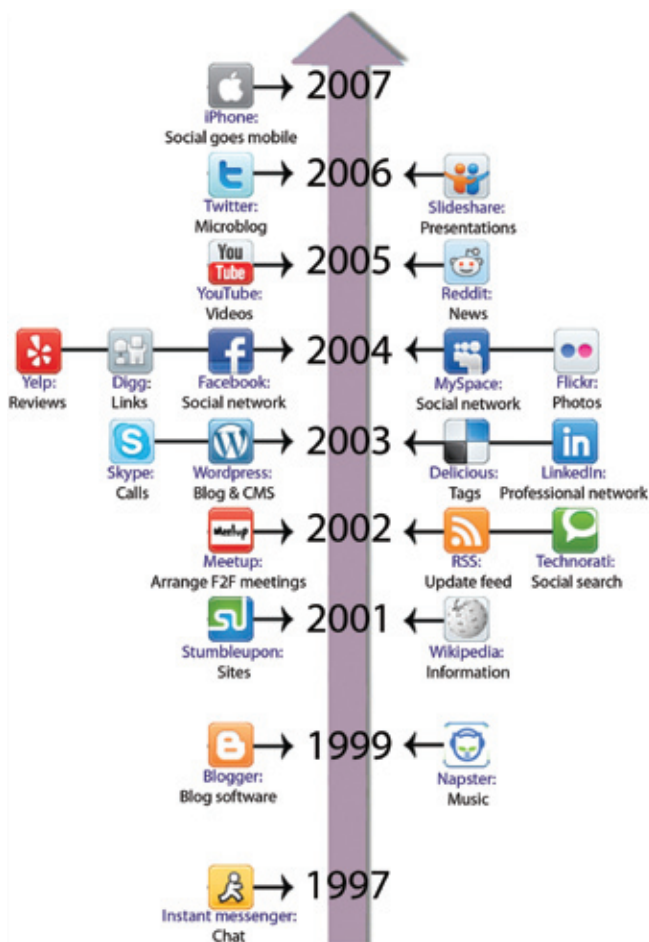 2007
iPhone:
Social goes mobile
2006
Twitter:
Microblog
Slideshare:
Presentations
You
Tube
2005
YouTube:
Videos
Reddit:
News
2004
Yelp:
Reviews
Digg:
Links
Facebook:
Social network
MySpace:
Social network
Flickr:
Photos
2003
in
Skype:
Calls
Wordpress:
Blog & CMS
Delicious:
Tags
LinkedIn:
Professional network
Meetup
2002
Meetup:
Arrange F2F meetings
RSS:
Update feed
Technorati:
Social search
2001
Stumbleupon:
Sites
Wikipedia:
Information
1999
Blogger:
Blog software
Napster:
Music
1997
Instant messenger:
Chat